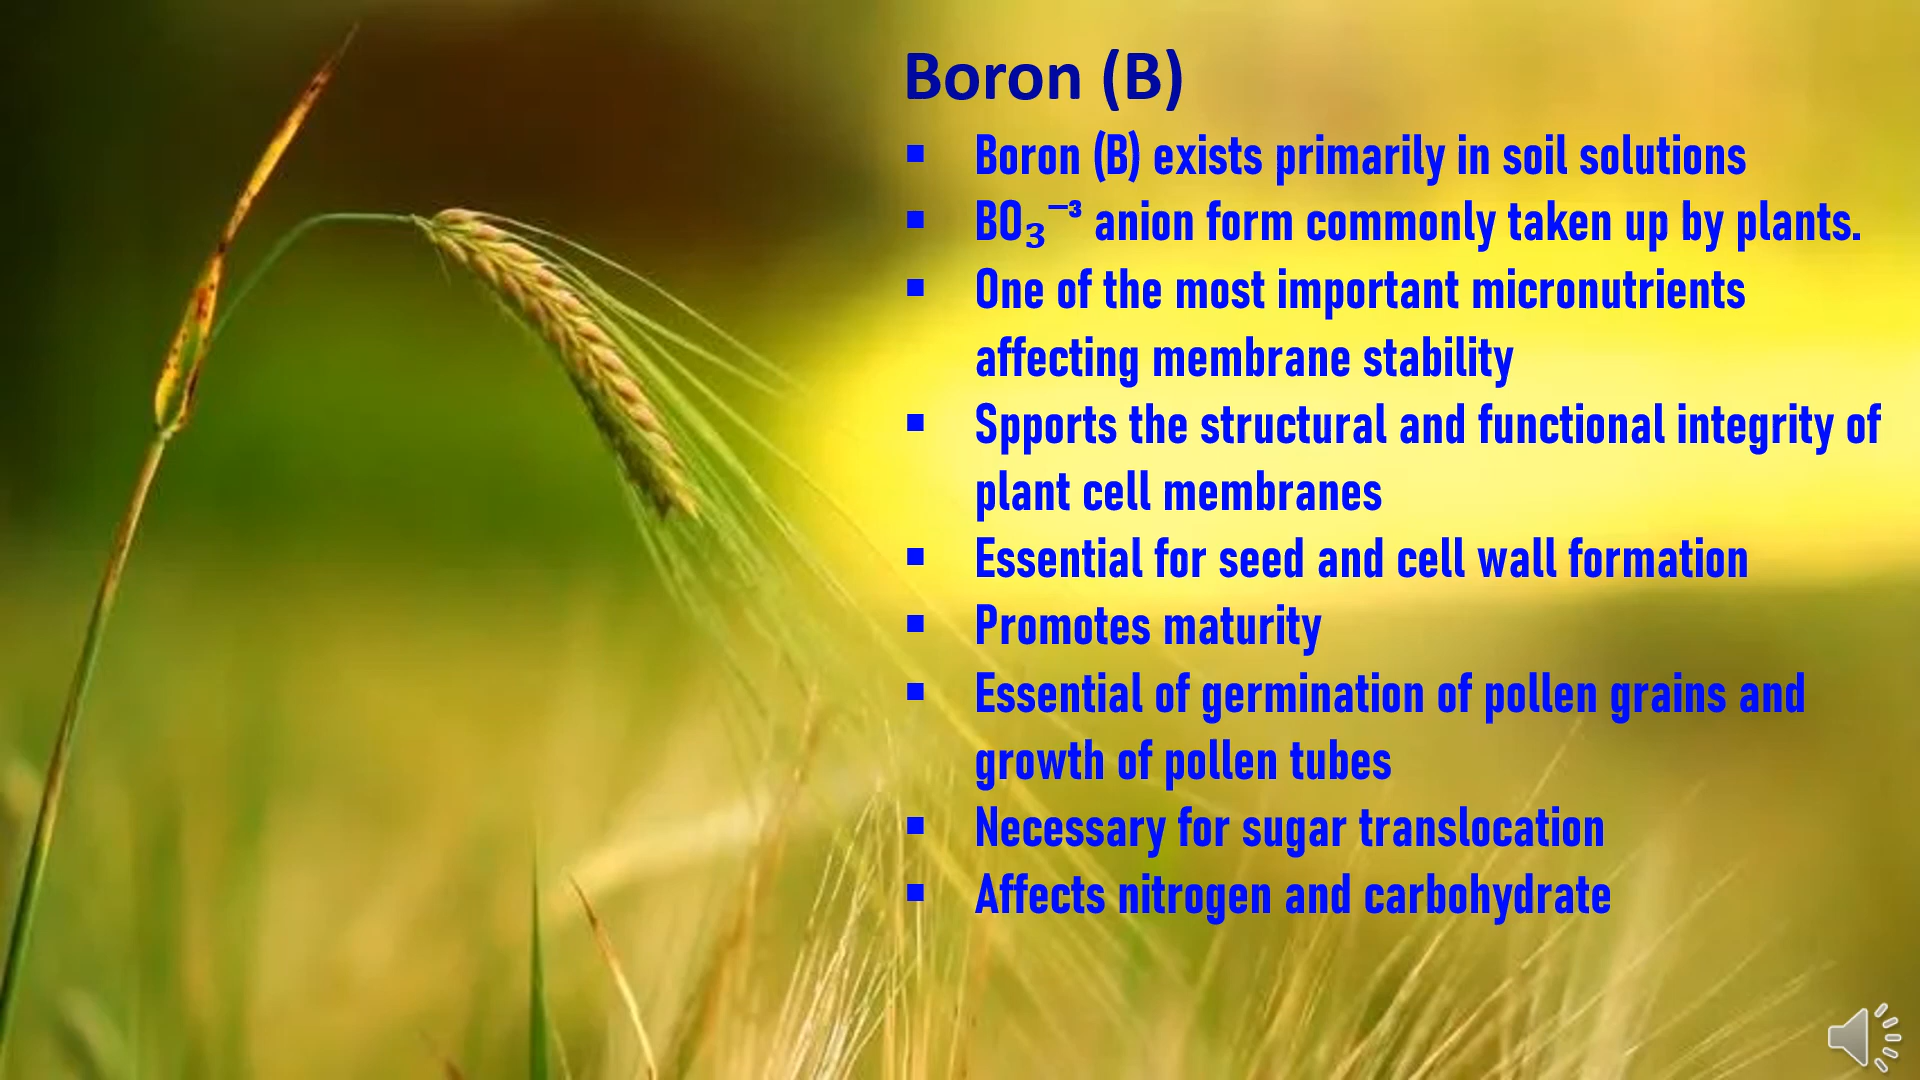 Boron (B)
▪ Boron (B) exists primarily in soil solutions
▪ BO₃⁻³ anion form commonly taken up by plants.
▪ One of the most important micronutrients
affecting membrane stability
▪ Spports the structural and functional integrity of
plant cell membranes
▪ Essential for seed and cell wall formation
▪ Promotes maturity
▪ Essential of germination of pollen grains and
growth of pollen tubes
▪ Necessary for sugar translocation
▪ Affects nitrogen and carbohydrate